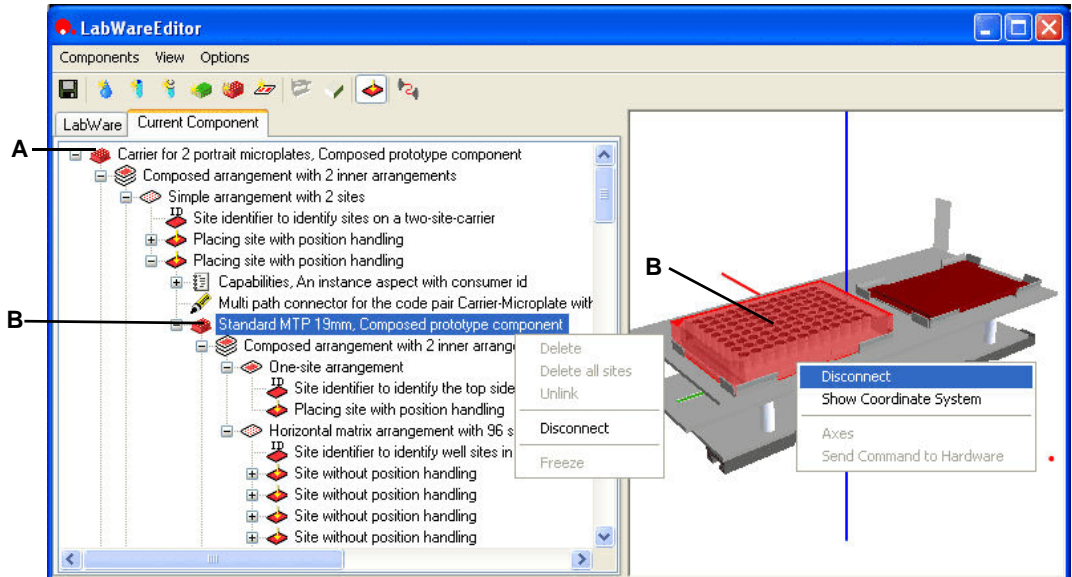 LabWareEditor
Components View Options
LabWare Current Component
A
Carrier for 2 portrait microplates, Composed prototype component
Composed arrangement with 2 inner arrangements
Simple arrangement with 2 sites
ID Site identifier to identify sites on a two-site-carrier
Placing site with position handling
Placing site with position handling
Capabilities, An instance aspect with consumer id
Multi path connector for the code pair Carrier-Microplate with
B
Standard MTP 19mm, Composed prototype component
Composed arrangement with 2 inner arrange
One-site arrangement
ID Site identifier to identify the top side
Placing site with position handling
Horizontal matrix arrangement with 96 s
ID Site identifier to identify well sites in
Site without position handling
Site without position handling
Site without position handling
Site without position handling
Delete
Delete all sites
Unlink
Disconnect
Freeze
B
Disconnect
Show Coordinate System
Axes
Send Command to Hardware